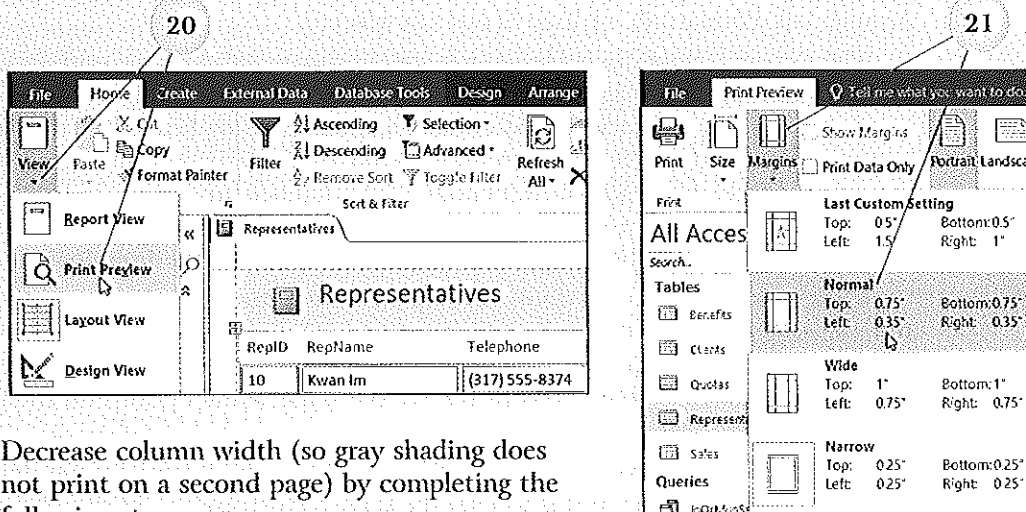 20
File Home Create External Data Database Tools Design Arrange
View
Paste
Cut
Copy
Format Painter
Filter
Ascending
Descending
Remove Sort
Selection
Advanced
Toggle Filter
Sort & Filter
Refresh
All
Report View
Print Preview
Layout View
Design View
Representatives
Representatives
RepID RepName Telephone
10 Kwan Im (317) 555-8374
Decrease column width (so gray shading does
not print on a second page) by completing the
21
File Print Preview Tell me what you want to do
Print
Size
Margins
Show Margins
Print Data Only
Portrait
Print
All Acces
Search..
Tables
Benefits
Clients
Quotas
Sales
Queries
Last Custom Setting
Top: 0.5" Bottom: 0.5"
Left: 1.5" Right: 1"
Normal
Top: 0.75" Bottom: 0.75"
Left: 0.35" Right: 0.35"
Wide
Top: 1" Bottom: 1"
Left: 0.75" Right: 0.75"
Narrow
Top: 0.25" Bottom: 0.25"
Left: 0.25" Right: 0.25"